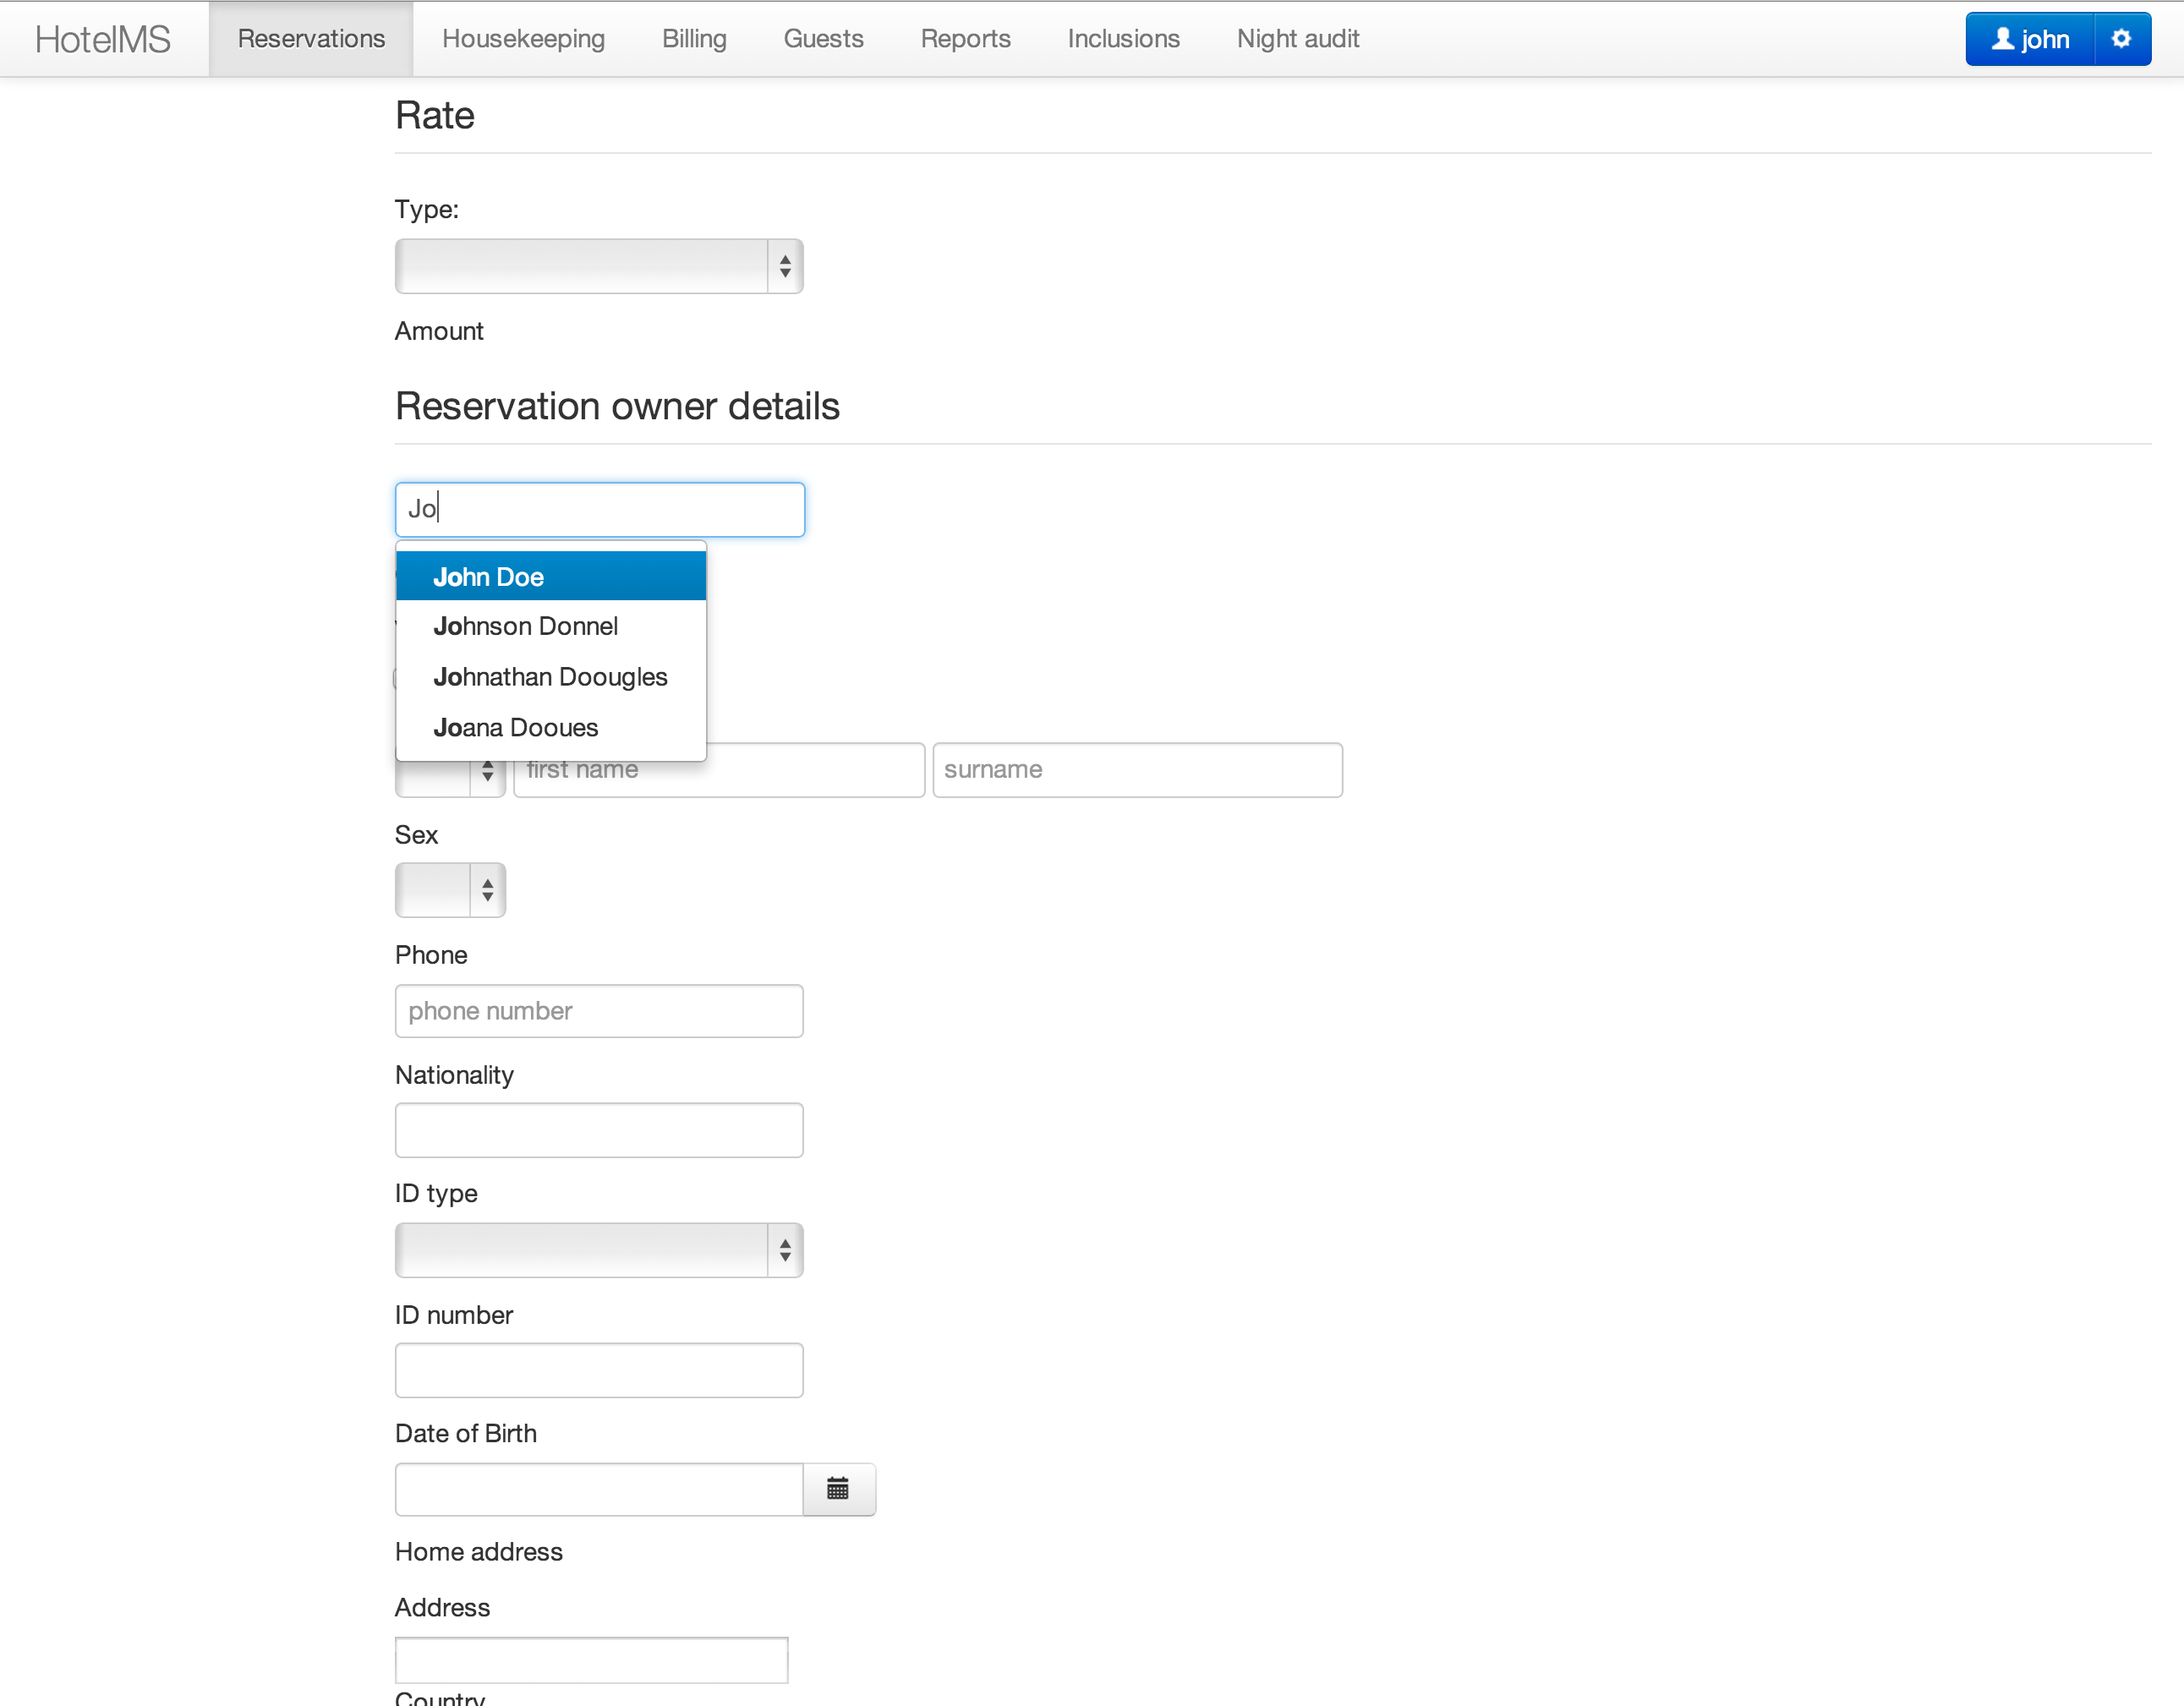 HotelMS Reservations Housekeeping Billing Guests Reports Inclusions Night audit john
Rate
Type:
Amount
Reservation owner details
Jo
John Doe
Johnson Donnel
Johnathan Doougles
Joana Dooues
first name surname
Sex
Phone
phone number
Nationality
ID type
ID number
Date of Birth
Home address
Address
Country